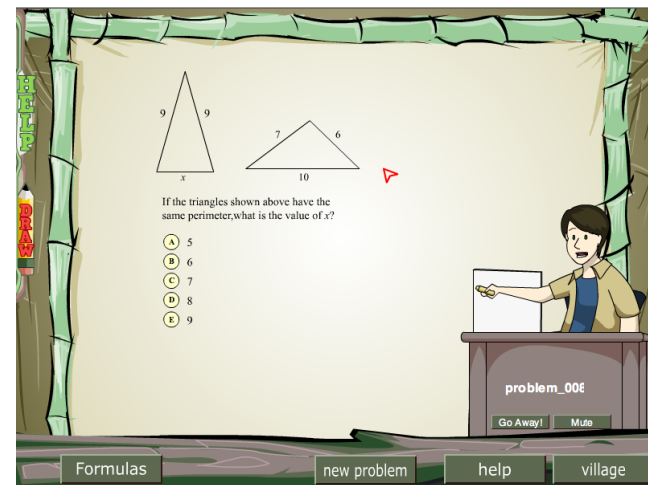 HELP
DRAW
9
9
x
7
6
10
If the triangles shown above have the
same perimeter,what is the value of x?
A 5
B 6
C 7
D 8
E 9
problem_008
Go Away! Mute
Formulas
new problem
help
village